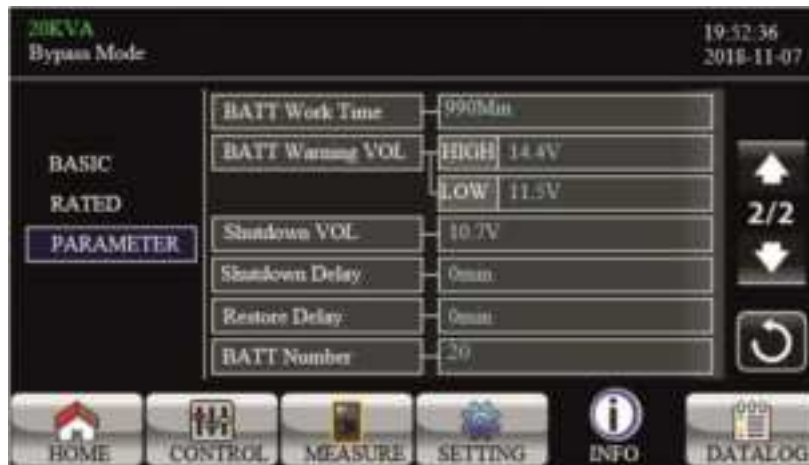 20KVA
Bypass Mode
19:52:36
2018-11-07
BASIC
RATED
PARAMETER
BATT Work Time 990Min
BATT Warning VOL HIGH 14.4V
LOW 11.5V
Shutdown VOL 10.7V
Shutdown Delay 0min
Restore Delay 0min
BATT Number 20
2/2
HOME CONTROL MEASURE SETTING INFO DATALOG